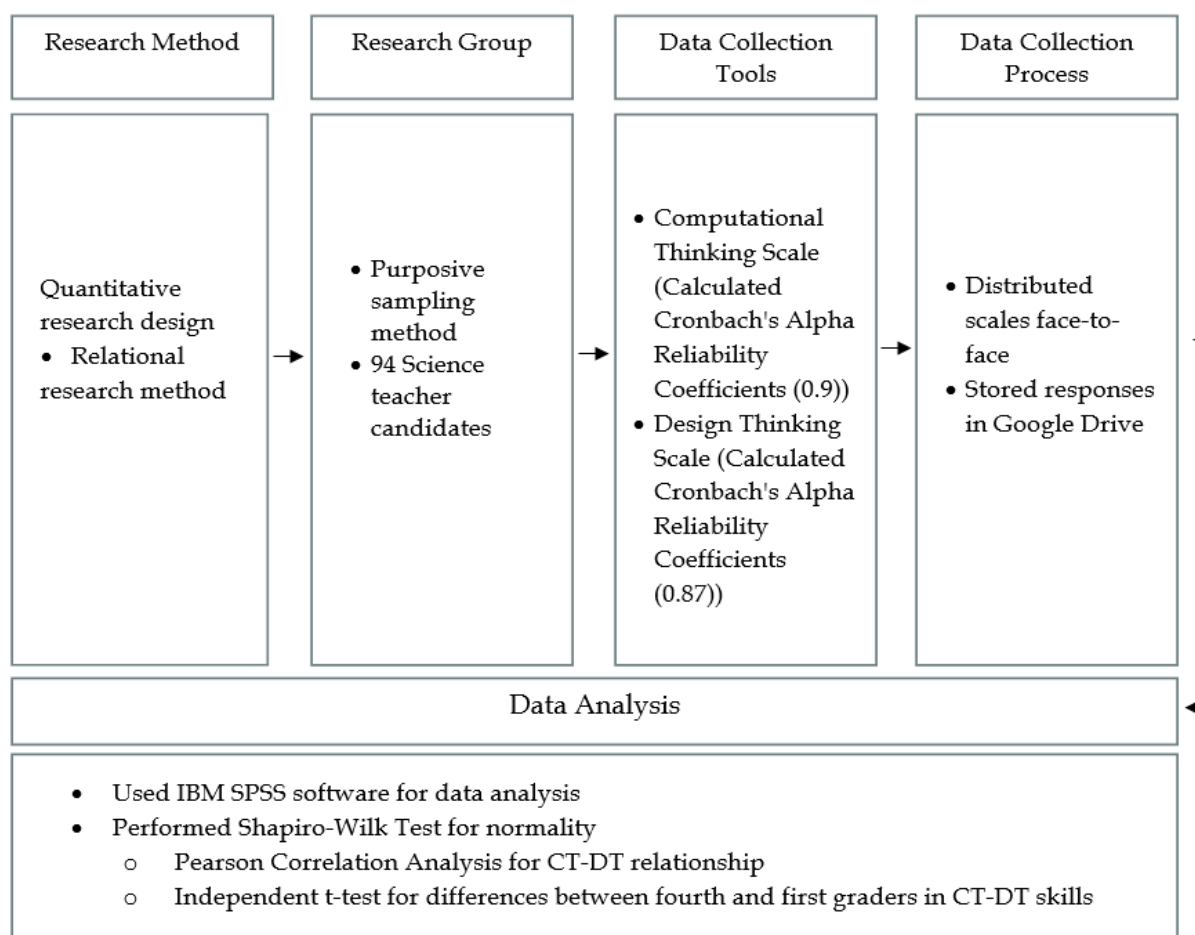 Research Method
Research Group
Data Collection
Tools
Data Collection
Process
Quantitative
research design
• Relational
research method
• Purposive
sampling
method
• 94 Science
teacher
candidates
• Computational
Thinking Scale
(Calculated
Cronbach's Alpha
Reliability
Coefficients (0.9))
• Design Thinking
Scale (Calculated
Cronbach's Alpha
Reliability
Coefficients
(0.87))
• Distributed
scales face-to-
face
• Stored responses
in Google Drive
Data Analysis
• Used IBM SPSS software for data analysis
• Performed Shapiro-Wilk Test for normality
o Pearson Correlation Analysis for CT-DT relationship
o Independent t-test for differences between fourth and first graders in CT-DT skills